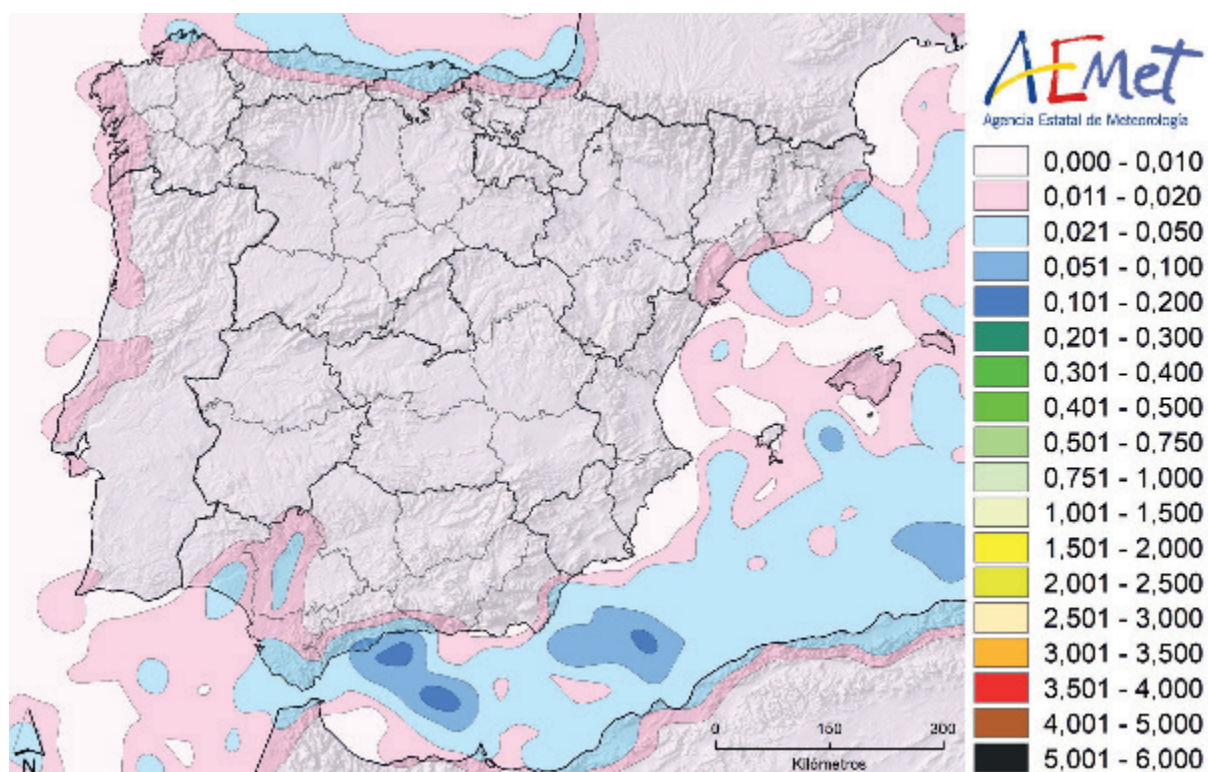 AEMet
Agencia Estatal de Meteorología
0,000 - 0,010
0,011 - 0,020
0,021 - 0,050
0,051 - 0,100
0,101 - 0,200
0,201 - 0,300
0,301 - 0,400
0,401 - 0,500
0,501 - 0,750
0,751 - 1,000
1,001 - 1,500
1,501 - 2,000
2,001 - 2,500
2,501 - 3,000
3,001 - 3,500
3,501 - 4,000
4,001 - 5,000
5,001 - 6,000
0 150 300
Kilómetros
N